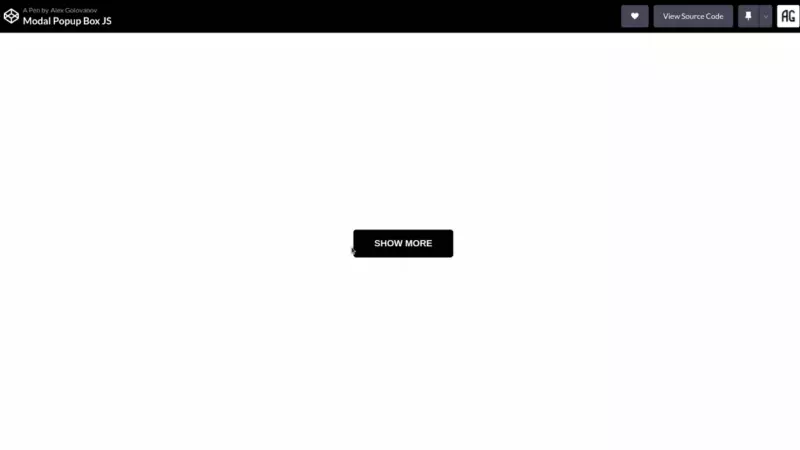 A Pen by Alex Golovanov
Modal Popup Box JS
View Source Code
AG
SHOW MORE